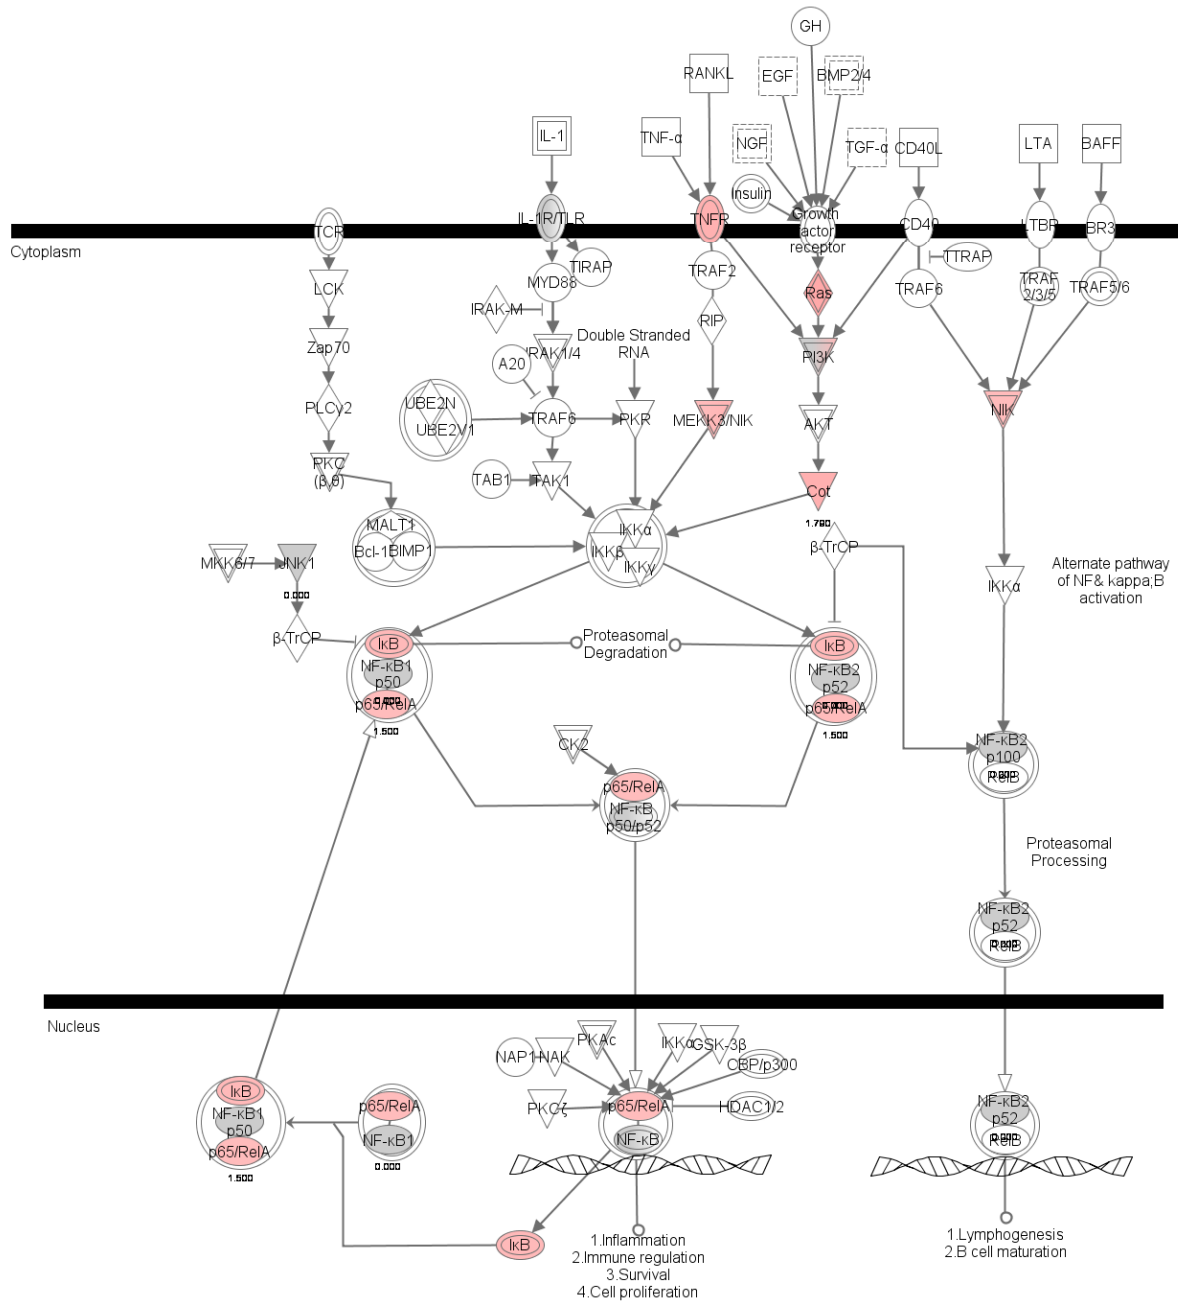 GH
RANKL
EGF
BMP2/4
IL-1
TNF-α
NGF
TGF-α
CD40L
LTA
BAFF
Insulin
IL-1R/TLR
TNFR
Growth
factor
receptor
CD40
LTBR
BR3
TCR
Cytoplasm
TIRAP
MYD88
TRAF2
TTRAP
LCK
Ras
TRAF6
TRAF
2/3/5
TRAF5/6
IRAK-M
RIP
Double Stranded
RNA
Zap70
IRAK1/4
A20
PI3K
PLCγ2
UBE2N
UBE2V1
TRAF6
PKR
MEKK3/NIK
AKT
NIK
PKC
(β,θ)
TAB1
TAK1
Cot
1.790
MALT1
Bcl-1
BIMP1
IKKα
IKKβ
IKKγ
β-TrCP
MKK6/7
JNK1
0.000
IKKα
Alternate pathway
of NF& kappa;B
activation
β-TrCP
IκB
NF-κB1
p50
p65/RelA
1.500
Proteasomal
Degradation
IκB
NF-κB2
p52
p65/RelA
1.500
CK2
NF-κB2
p100
RelB
p65/RelA
NF-κB
p50/p52
Proteasomal
Processing
NF-κB2
p52
RelB
Nucleus
NAP1
NAK
PKAc
IKKα
GSK-3β
CBP/p300
PKCζ
p65/RelA
HDAC1/2
NF-κB
IκB
NF-κB1
p50
p65/RelA
1.500
p65/RelA
NF-κB1
0.000
NF-κB2
p52
RelB
IκB
1.Inflammation
2.Immune regulation
3.Survival
4.Cell proliferation
1.Lymphogenesis
2.B cell maturation